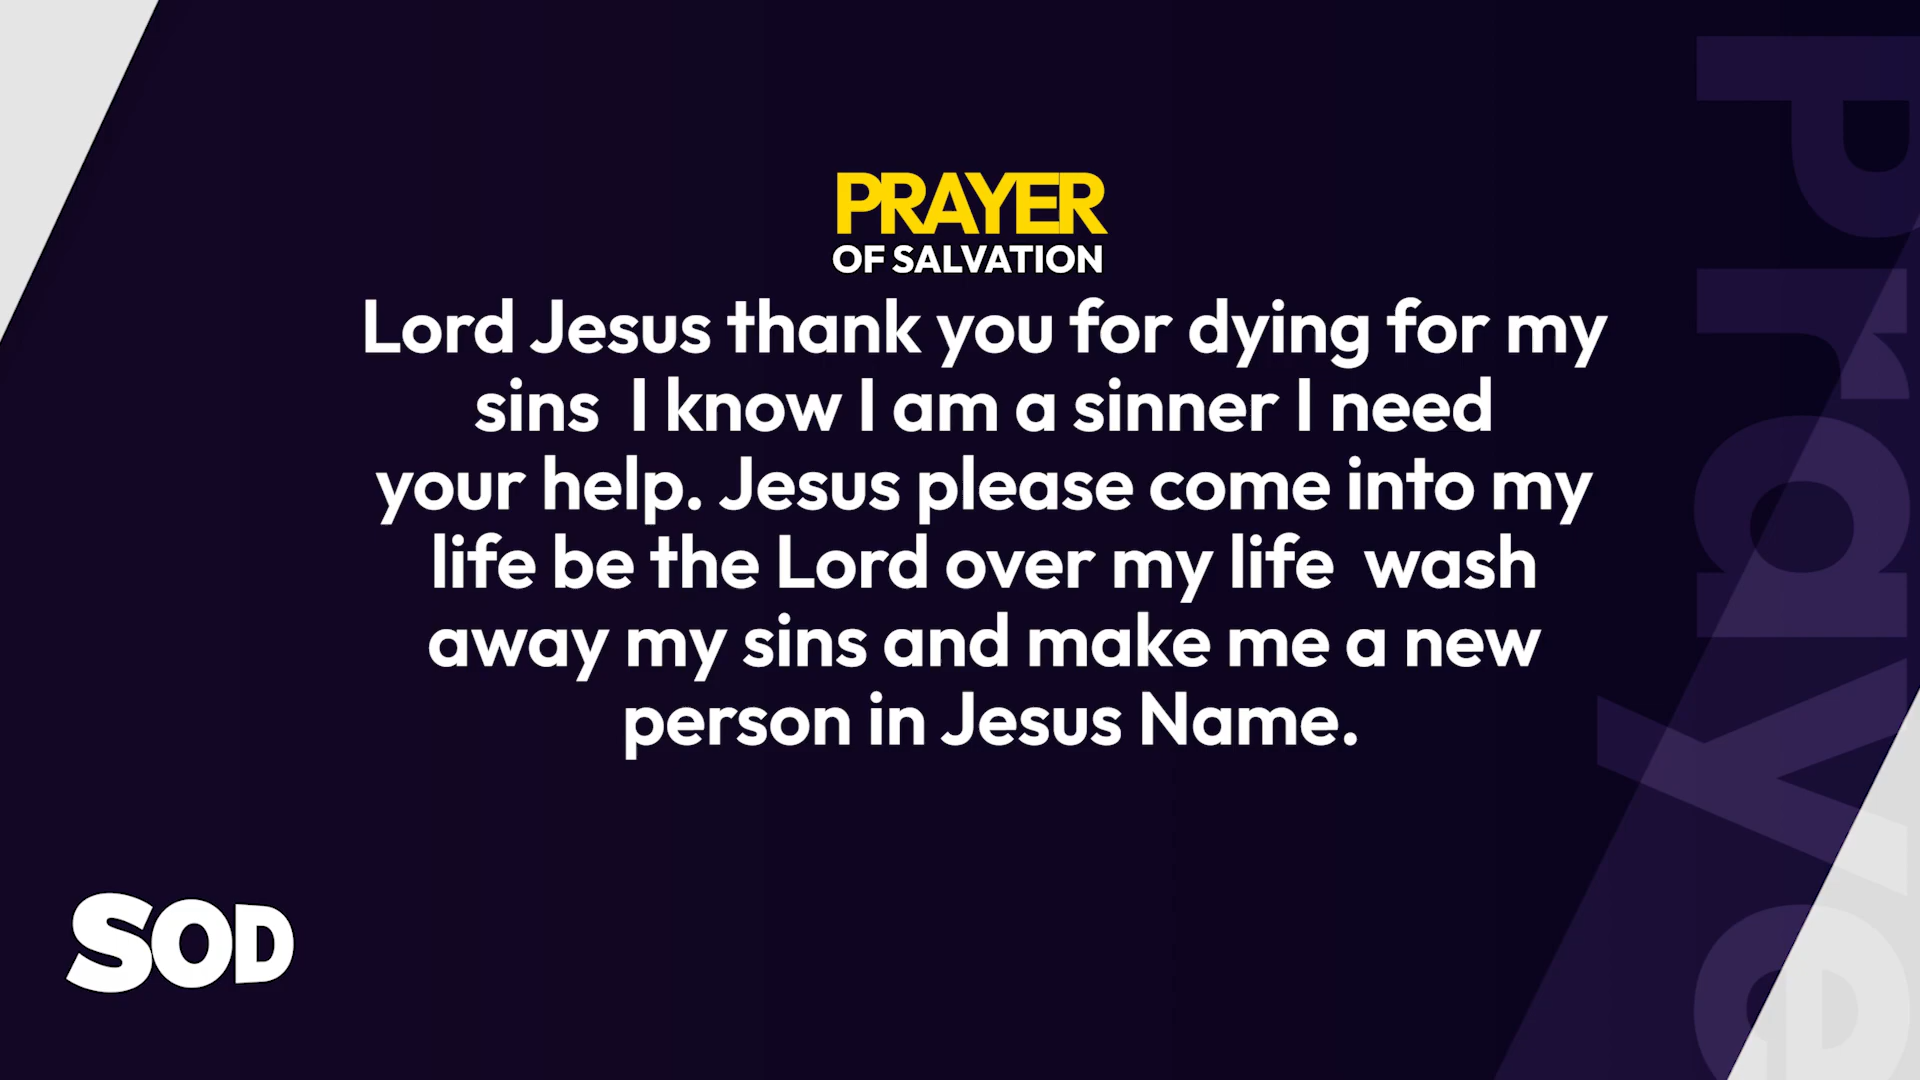 PRAYER
OF SALVATION
Lord Jesus thank you for dying for my
sins  I know I am a sinner I need
your help. Jesus please come into my
life be the Lord over my life  wash
away my sins and make me a new
person in Jesus Name.
SOD
Praye